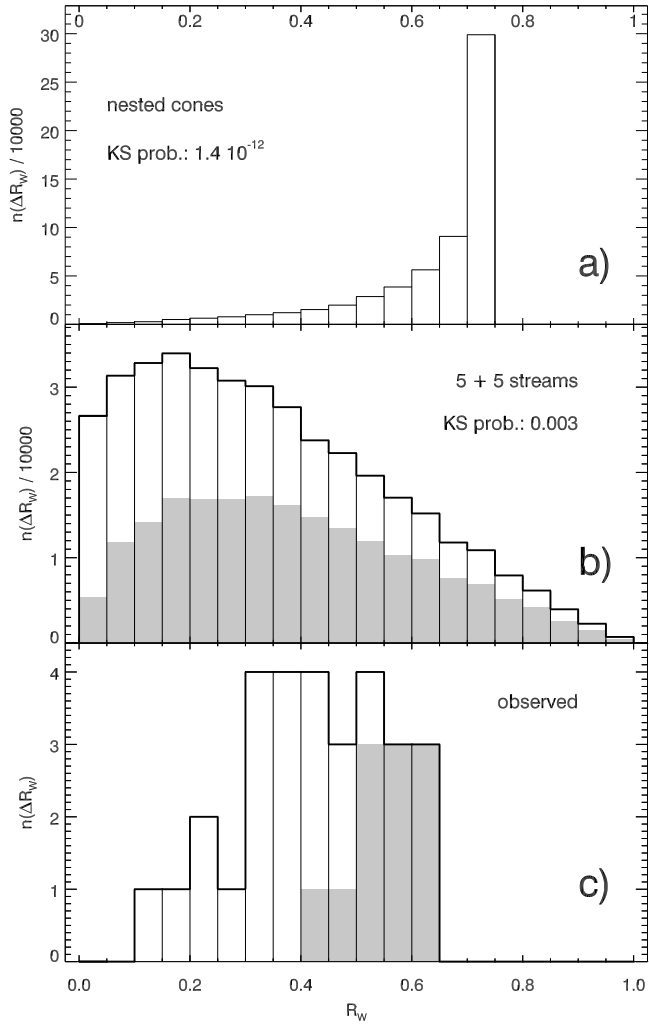 0 0.2 0.4 0.6 0.8 1
30
25
20
15
10
5
0
n(ΔR_w) / 10000
nested cones
KS prob.: 1.4 10^-12
a)
3
2
1
0
n(ΔR_w) / 10000
5 + 5 streams
KS prob.: 0.003
b)
4
3
2
1
0
n(ΔR_w)
observed
c)
0.0 0.2 0.4 0.6 0.8 1.0
R_w